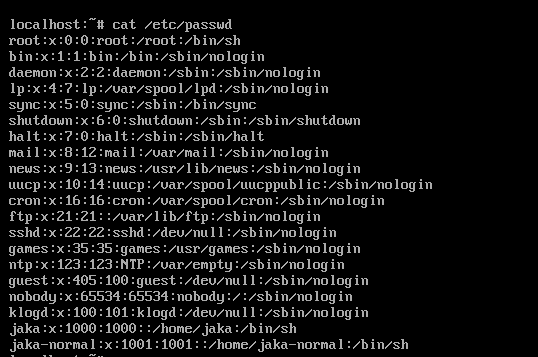 localhost:~# cat /etc/passwd
root:x:0:0:root:/root:/bin/sh
bin:x:1:1:bin:/bin:/sbin/nologin
daemon:x:2:2:daemon:/sbin:/sbin/nologin
lp:x:4:7:lp:/var/spool/lpd:/sbin/nologin
sync:x:5:0:sync:/sbin:/bin/sync
shutdown:x:6:0:shutdown:/sbin:/sbin/shutdown
halt:x:7:0:halt:/sbin:/sbin/halt
mail:x:8:12:mail:/var/mail:/sbin/nologin
news:x:9:13:news:/usr/lib/news:/sbin/nologin
uucp:x:10:14:uucp:/var/spool/uucppublic:/sbin/nologin
cron:x:16:16:cron:/var/spool/cron:/sbin/nologin
ftp:x:21:21::/var/lib/ftp:/sbin/nologin
sshd:x:22:22:sshd:/dev/null:/sbin/nologin
games:x:35:35:games:/usr/games:/sbin/nologin
ntp:x:123:123:NTP:/var/empty:/sbin/nologin
guest:x:405:100:guest:/dev/null:/sbin/nologin
nobody:x:65534:65534:nobody:/:/sbin/nologin
klogd:x:100:101:klogd:/dev/null:/sbin/nologin
jaka:x:1000:1000::/home/jaka:/bin/sh
jaka-normal:x:1001:1001::/home/jaka-normal:/bin/sh
localhost:~#